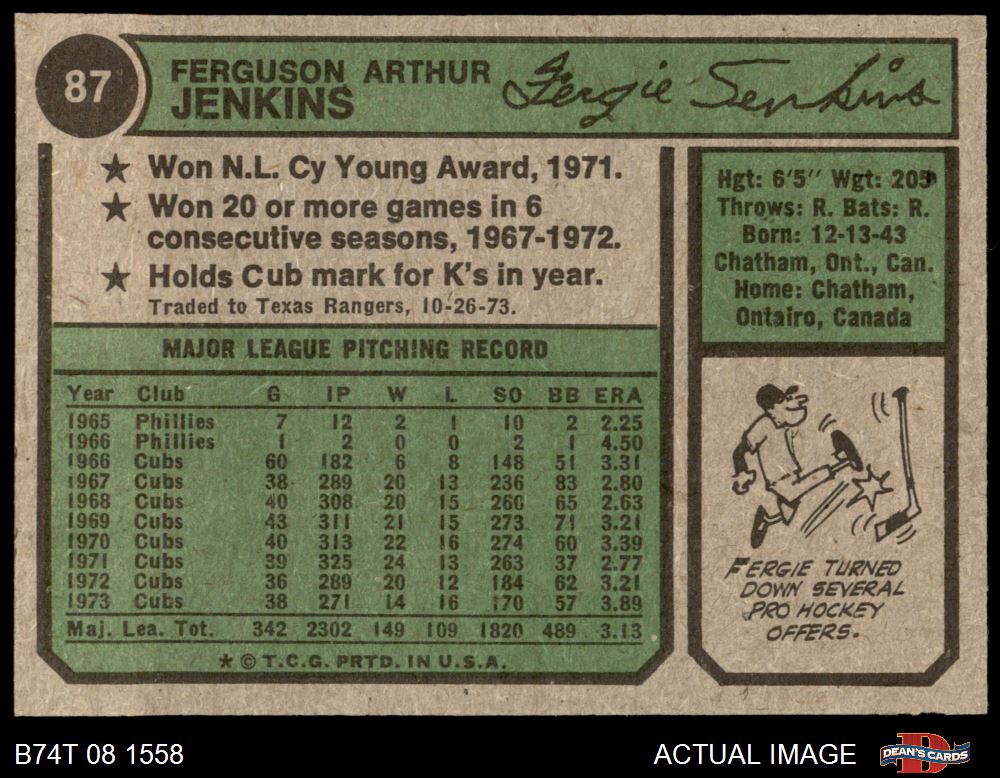 87
FERGUSON ARTHUR
JENKINS
Fergie Jenkins
★ Won N.L. Cy Young Award, 1971.
★ Won 20 or more games in 6
consecutive seasons, 1967-1972.
★ Holds Cub mark for K's in year.
Traded to Texas Rangers, 10-26-73.
MAJOR LEAGUE PITCHING RECORD
Year Club G IP W L SO BB ERA
1965 Phillies 7 12 2 1 10 2 2.25
1966 Phillies 1 2 0 0 2 1 4.50
1966 Cubs 60 182 6 8 148 51 3.31
1967 Cubs 38 289 20 13 236 83 2.80
1968 Cubs 40 308 20 15 260 65 2.63
1969 Cubs 43 311 21 15 273 71 3.21
1970 Cubs 40 313 22 16 274 60 3.39
1971 Cubs 39 325 24 13 263 37 2.77
1972 Cubs 36 289 20 12 184 62 3.21
1973 Cubs 38 271 14 16 170 57 3.89
Maj. Lea. Tot. 342 2302 149 109 1820 489 3.13
★ © T.C.G. PRTD. IN U.S.A.
Hgt: 6'5" Wgt: 205
Throws: R. Bats: R.
Born: 12-13-43
Chatham, Ont., Can.
Home: Chatham,
Ontairo, Canada
FERGIE TURNED
DOWN SEVERAL
PRO HOCKEY
OFFERS.
B74T 08 1558
ACTUAL IMAGE
D
DEAN'S CARDS